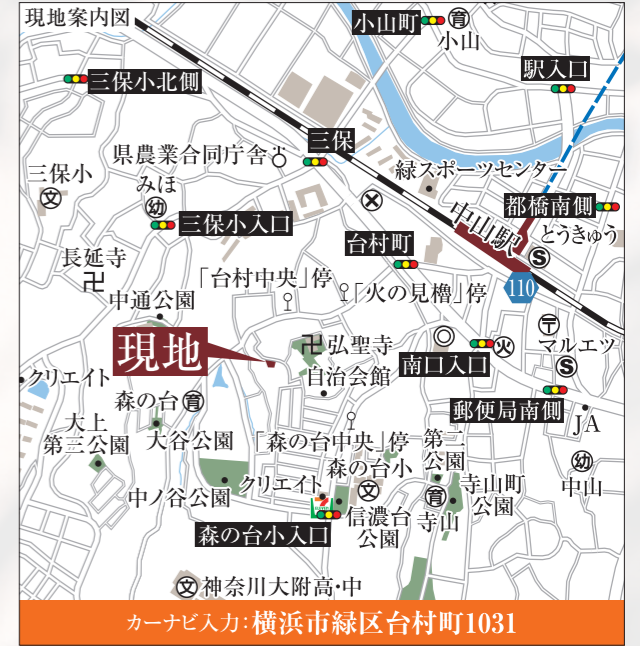 現地案内図
小山町
育
小山
駅入口
三保小北側
県農業合同庁舎
三保
緑スポーツセンター
三保小
文
みほ
幼
三保小入口
中山駅
都橋南側
とうきゅう
S
台村町
長延寺
中通公園
「台村中央」停
「火の見櫓」停
110
〒
マルエツ
S
現地
弘聖寺
自治会館
南口入口
火
郵便局南側
JA
クリエイト
森の台
育
大上
第三公園
大谷公園
「森の台中央」停
森の台小
文
第二
公園
幼
中山
中ノ谷公園
クリエイト
信濃台
公園
育
寺山
寺山町
公園
森の台小入口
文
神奈川大附高・中
カーナビ入力：横浜市緑区台村町1031